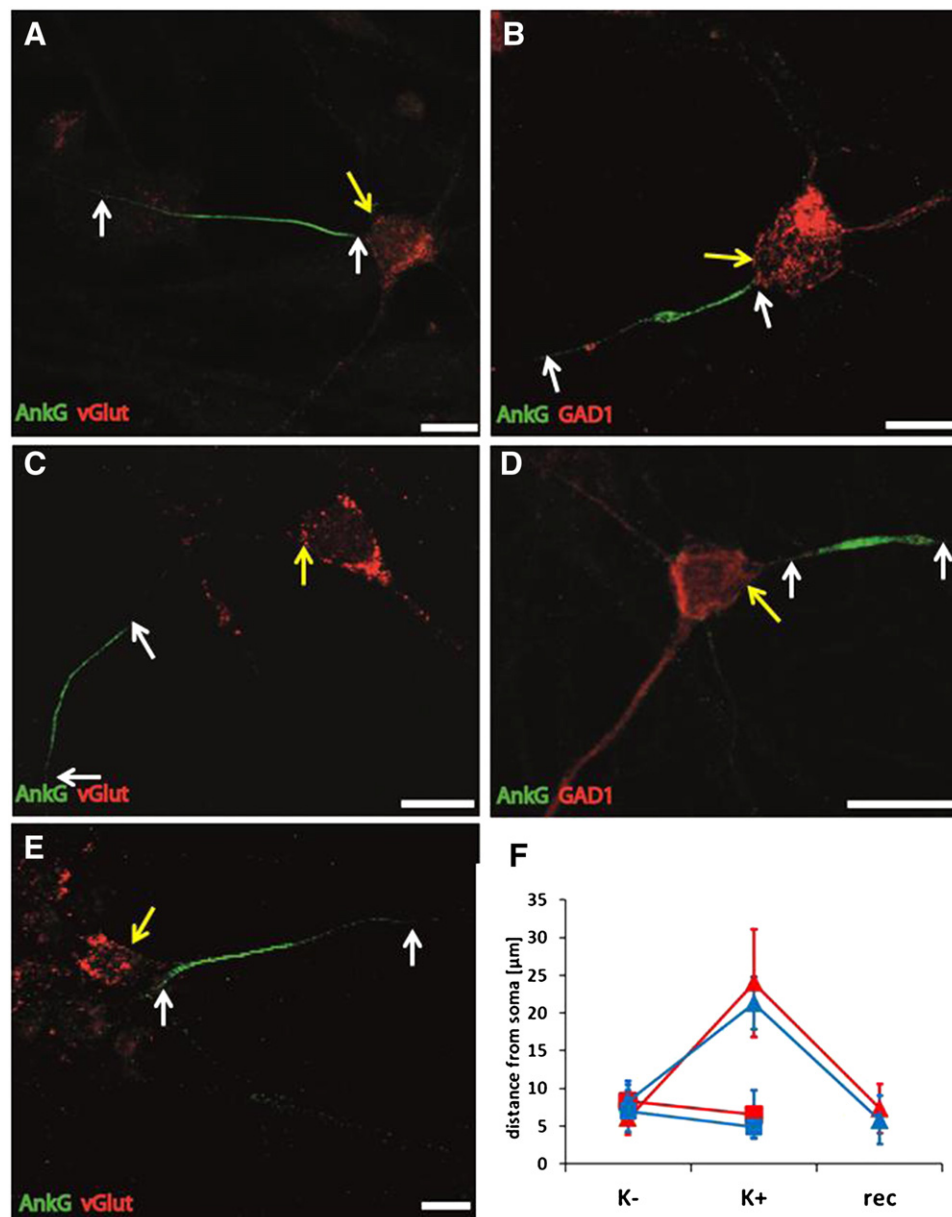 A
AnkG vGlut
B
AnkG GAD1
C
AnkG vGlut
D
AnkG GAD1
E
AnkG vGlut
F
distance from soma [µm]
35
30
25
20
15
10
5
0
K- K+ rec